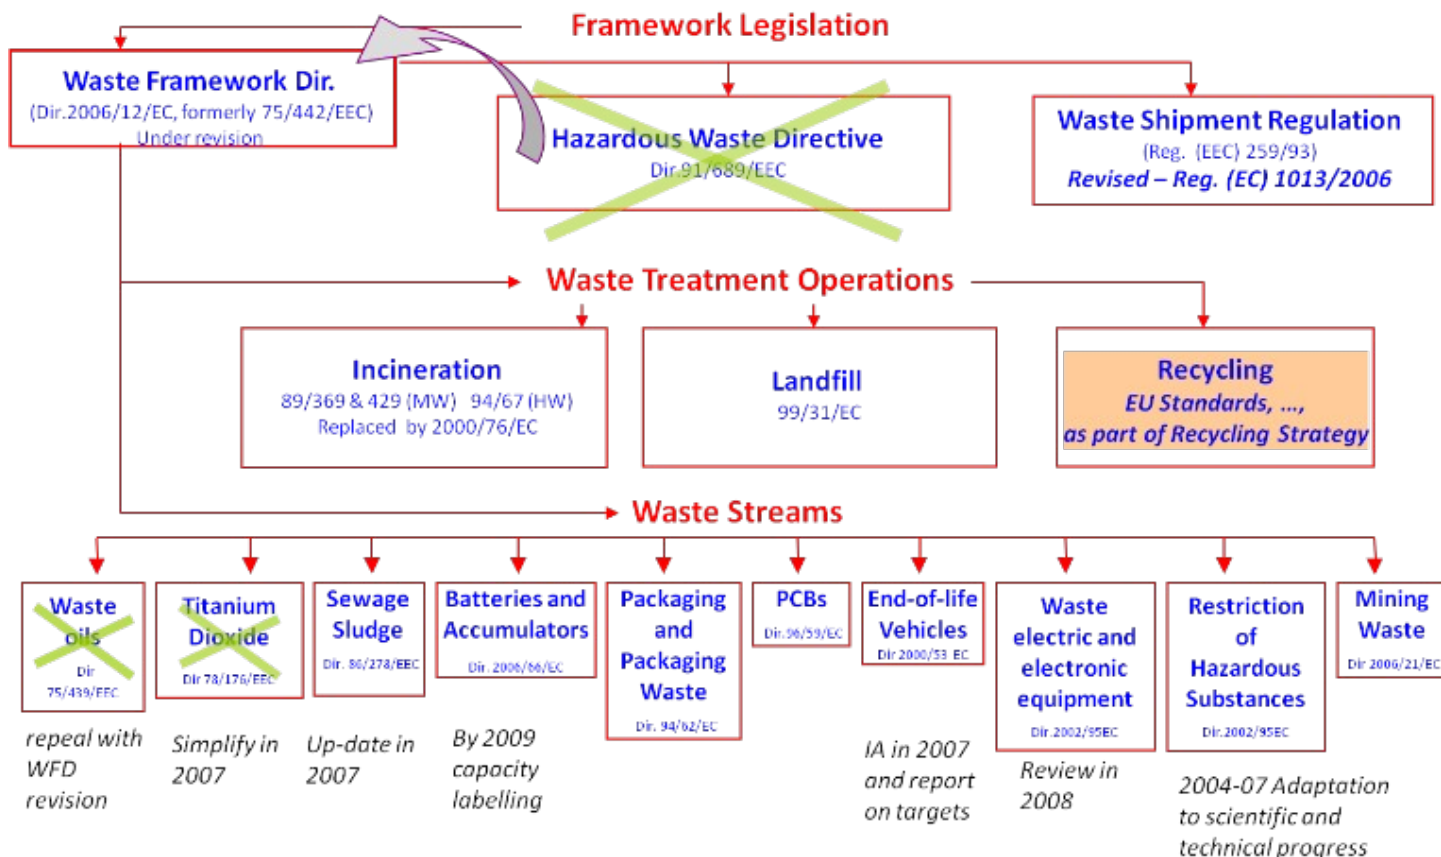 Framework Legislation
Waste Framework Dir.
(Dir.2006/12/EC, formerly 75/442/EEC)
Under revision
Hazardous Waste Directive
Dir.91/689/EEC
Waste Shipment Regulation
(Reg. (EEC) 259/93)
Revised – Reg. (EC) 1013/2006
Waste Treatment Operations
Incineration
89/369 & 429 (MW) 94/67 (HW)
Replaced by 2000/76/EC
Landfill
99/31/EC
Recycling
EU Standards, ...,
as part of Recycling Strategy
Waste Streams
Waste
oils
Dir
75/439/EEC
repeal with
WFD
revision
Titanium
Dioxide
Dir 78/176/EEC
Simplify in
2007
Sewage
Sludge
Dir. 86/278/EEC
Up-date in
2007
Batteries and
Accumulators
Dir. 2006/66/EC
By 2009
capacity
labelling
Packaging
and
Packaging
Waste
Dir. 94/62/EC
PCBs
Dir.96/59/EC
End-of-life
Vehicles
Dir 2000/53 EC
IA in 2007
and report
on targets
Waste
electric and
electronic
equipment
Dir.2002/95EC
Review in
2008
Restriction
of
Hazardous
Substances
Dir.2002/95EC
2004-07 Adaptation
to scientific and
technical progress
Mining
Waste
Dir 2006/21/EC